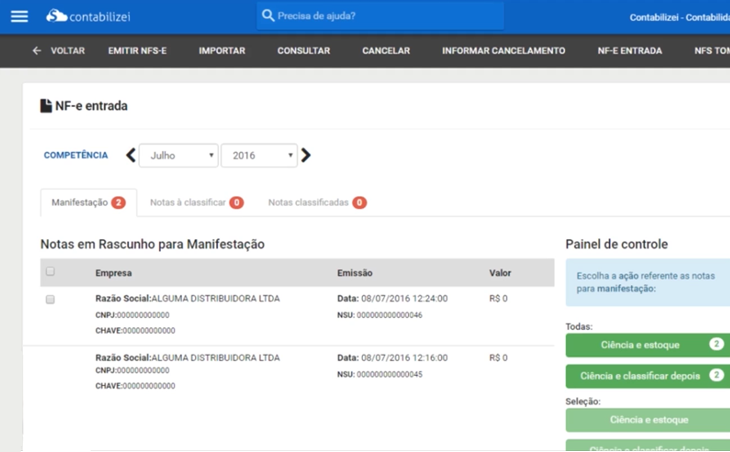 contabilizei
Precisa de ajuda?
Contabilizei - Contabilida
VOLTAR EMITIR NFS-E IMPORTAR CONSULTAR CANCELAR INFORMAR CANCELAMENTO NF-E ENTRADA NFS TOM
NF-e entrada
COMPETÊNCIA Julho 2016
Manifestação 2 Notas à classificar 0 Notas classificadas 0
Notas em Rascunho para Manifestação
Empresa Emissão Valor
Razão Social:ALGUMA DISTRIBUIDORA LTDA Data: 08/07/2016 12:24:00 R$ 0
CNPJ:000000000000 NSU: 000000000000046
CHAVE:000000000000
Razão Social:ALGUMA DISTRIBUIDORA LTDA Data: 08/07/2016 12:16:00 R$ 0
CNPJ:000000000000 NSU: 000000000000045
CHAVE:000000000000
Painel de controle
Escolha a ação referente as notas
para manifestação:
Todas:
Ciência e estoque 2
Ciência e classificar depois 2
Seleção:
Ciência e estoque
Ciência e classificar depois